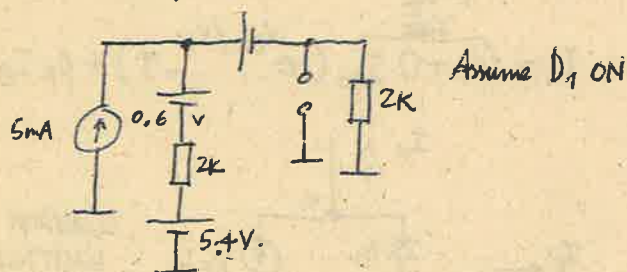 Assume D1 ON
5mA
0,6 V
2K
2K
5.4V.